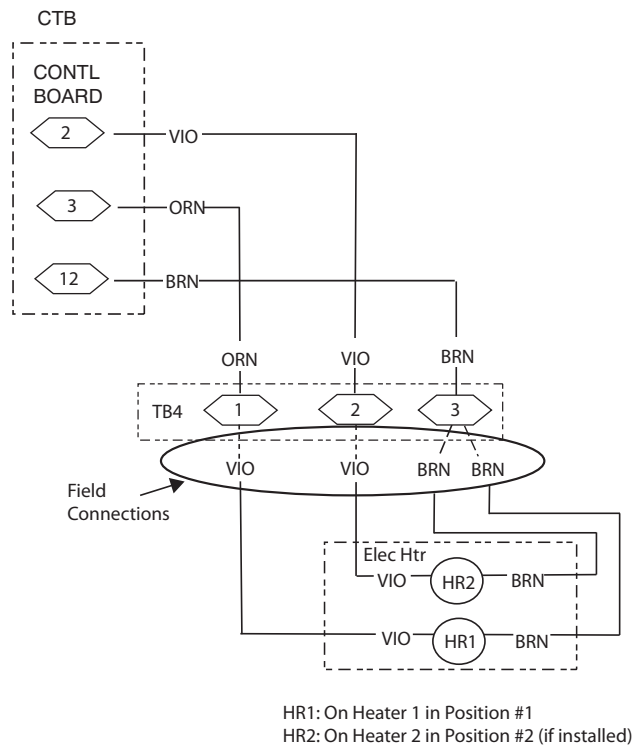 CTB
CONTL
BOARD
2
VIO
3
ORN
12
BRN
ORN
VIO
BRN
TB4
1
2
3
VIO
VIO
BRN
BRN
Field
Connections
Elec Htr
VIO
HR2
BRN
VIO
HR1
BRN
HR1: On Heater 1 in Position #1
HR2: On Heater 2 in Position #2 (if installed)